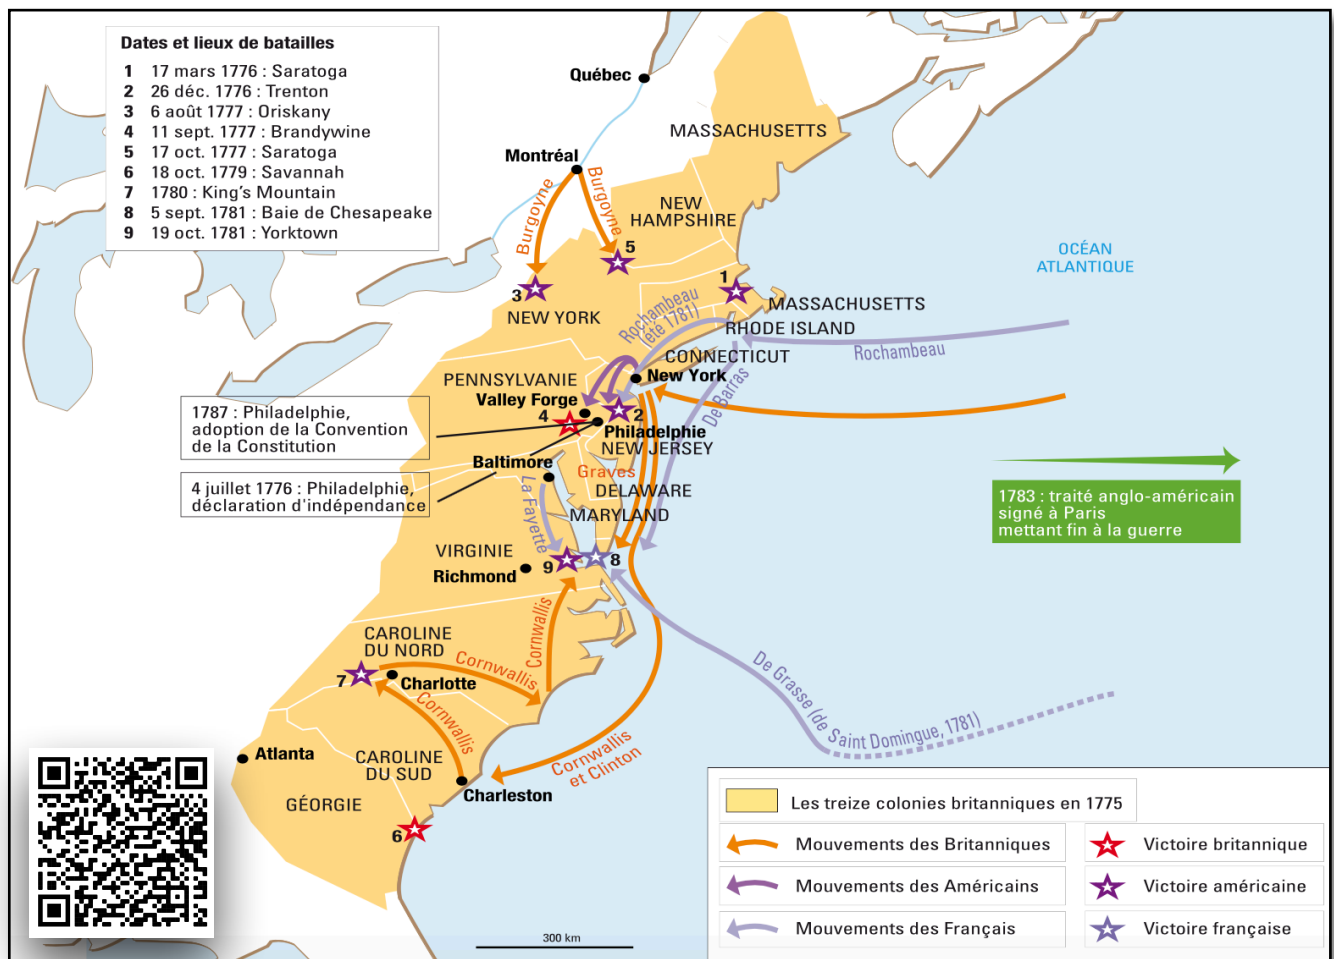 Dates et lieux de batailles
1 17 mars 1776 : Saratoga
2 26 déc. 1776 : Trenton
3 6 août 1777 : Oriskany
4 11 sept. 1777 : Brandywine
5 17 oct. 1777 : Saratoga
6 18 oct. 1779 : Savannah
7 1780 : King's Mountain
8 5 sept. 1781 : Baie de Chesapeake
9 19 oct. 1781 : Yorktown
Québec
MASSACHUSETTS
Montréal
Burgoyne
Burgoyne
NEW
HAMPSHIRE
5
OCÉAN
ATLANTIQUE
1
3
NEW YORK
MASSACHUSETTS
Rochambeau
(été 1781)
RHODE ISLAND
Rochambeau
CONNECTICUT
New York
PENNSYLVANIE
Valley Forge
De Barras
4
2
1787 : Philadelphie,
adoption de la Convention
de la Constitution
Philadelphie
NEW JERSEY
Baltimore
Graves
4 juillet 1776 : Philadelphie,
déclaration d'indépendance
La Fayette
DELAWARE
MARYLAND
1783 : traité anglo-américain
signé à Paris
mettant fin à la guerre
VIRGINIE
Richmond
9
8
CAROLINE
DU NORD
Cornwallis
Cornwallis
7
Charlotte
Cornwallis
De Grasse (de Saint Domingue, 1781)
Atlanta
CAROLINE
DU SUD
Cornwallis
et Clinton
GÉORGIE
Charleston
6
Les treize colonies britanniques en 1775
Mouvements des Britanniques
Victoire britannique
Mouvements des Américains
Victoire américaine
Mouvements des Français
Victoire française
300 km